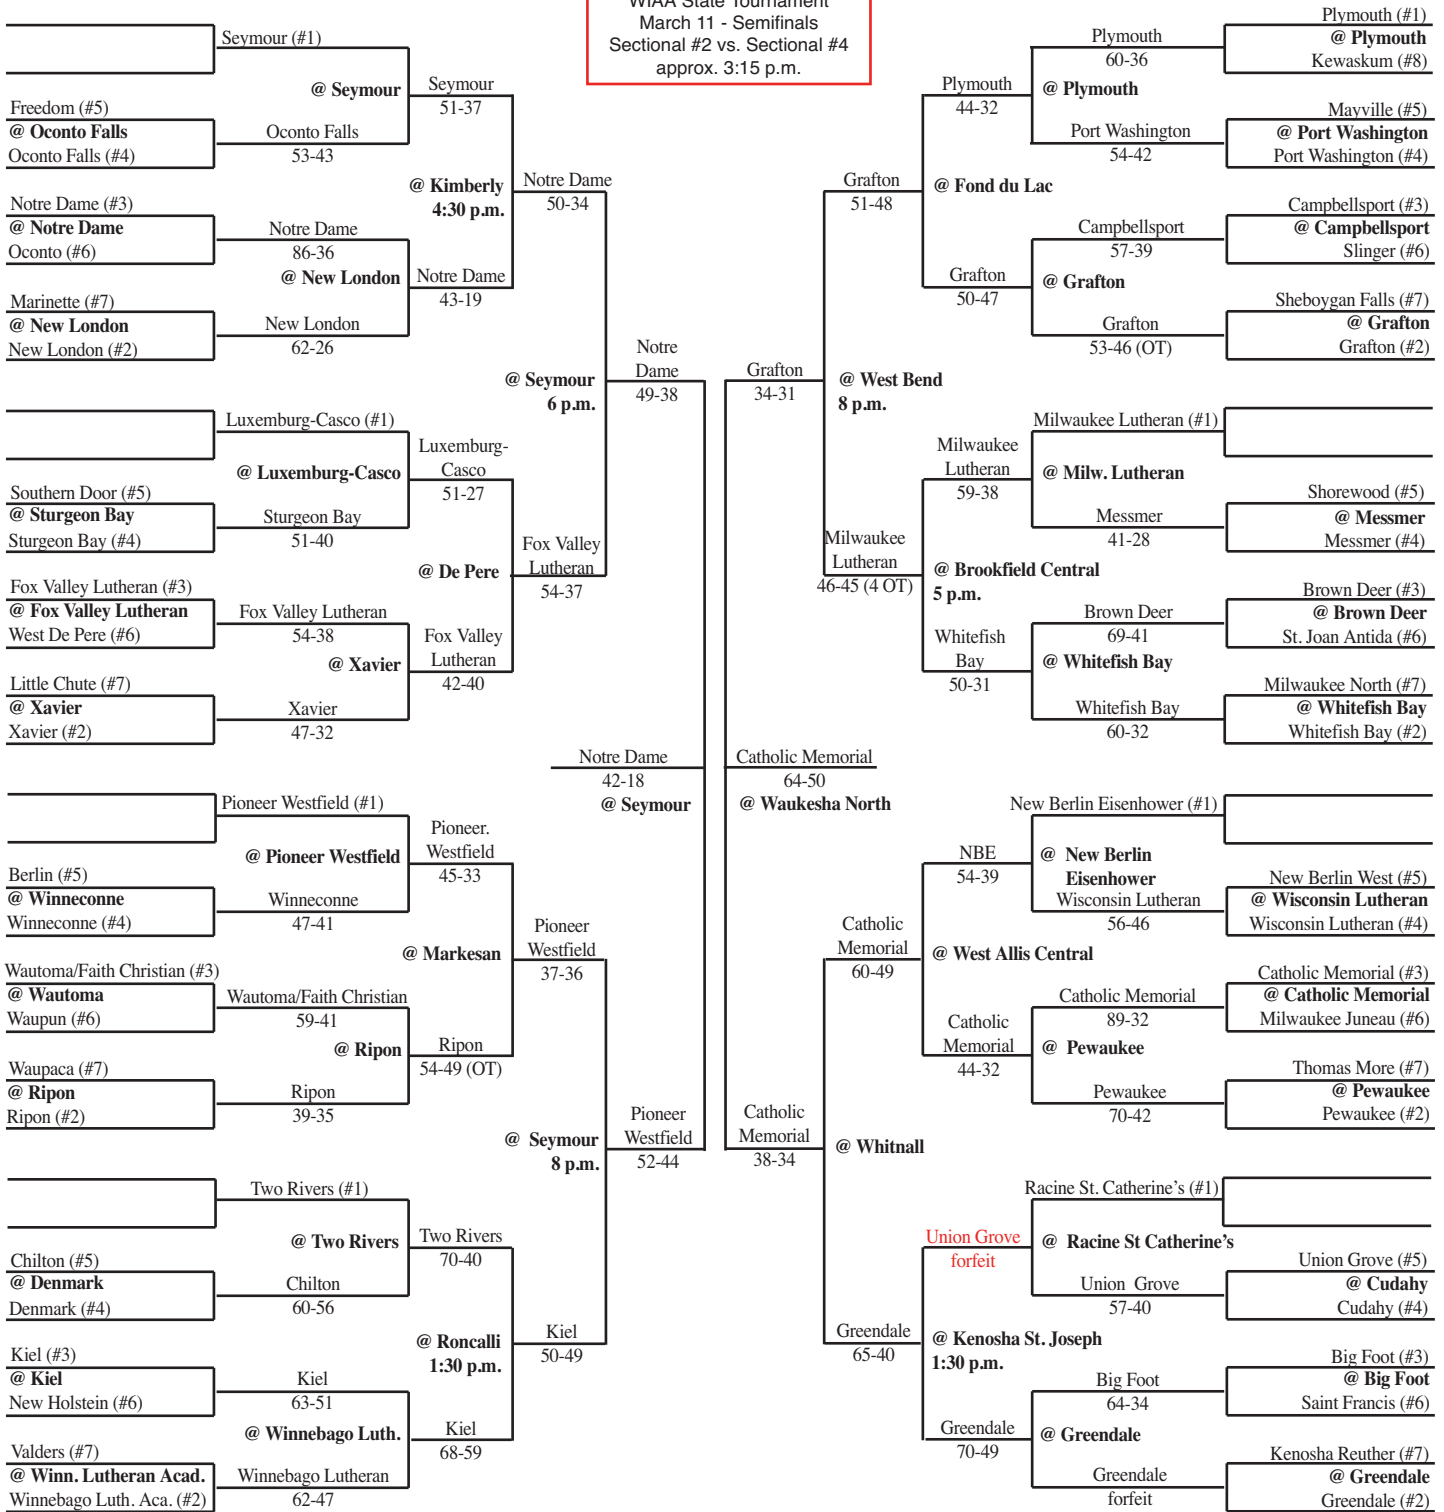 WIAA State Tournament
March 11 - Semifinals
Sectional #2 vs. Sectional #4
approx. 3:15 p.m.
Seymour (#1)
@ Seymour
Seymour
51-37
Freedom (#5)
@ Oconto Falls
Oconto Falls (#4)
Oconto Falls
53-43
@ Kimberly
4:30 p.m.
Notre Dame
50-34
Notre Dame (#3)
@ Notre Dame
Oconto (#6)
Notre Dame
86-36
@ New London
Notre Dame
43-19
Marinette (#7)
@ New London
New London (#2)
New London
62-26
@ Seymour
6 p.m.
Notre
Dame
49-38
Luxemburg-Casco (#1)
@ Luxemburg-Casco
Luxemburg-
Casco
51-27
Southern Door (#5)
@ Sturgeon Bay
Sturgeon Bay (#4)
Sturgeon Bay
51-40
@ De Pere
Fox Valley
Lutheran
54-37
Fox Valley Lutheran (#3)
@ Fox Valley Lutheran
West De Pere (#6)
Fox Valley Lutheran
54-38
@ Xavier
Fox Valley
Lutheran
42-40
Little Chute (#7)
@ Xavier
Xavier (#2)
Xavier
47-32
Notre Dame
42-18
@ Seymour
Pioneer Westfield (#1)
@ Pioneer Westfield
Pioneer.
Westfield
45-33
Berlin (#5)
@ Winneconne
Winneconne (#4)
Winneconne
47-41
@ Markesan
Pioneer
Westfield
37-36
Wautoma/Faith Christian (#3)
@ Wautoma
Waupun (#6)
Wautoma/Faith Christian
59-41
@ Ripon
Ripon
54-49 (OT)
Waupaca (#7)
@ Ripon
Ripon (#2)
Ripon
39-35
@ Seymour
8 p.m.
Pioneer
Westfield
52-44
Two Rivers (#1)
@ Two Rivers
Two Rivers
70-40
Chilton (#5)
@ Denmark
Denmark (#4)
Chilton
60-56
@ Roncalli
1:30 p.m.
Kiel
50-49
Kiel (#3)
@ Kiel
New Holstein (#6)
Kiel
63-51
@ Winnebago Luth.
Kiel
68-59
Valders (#7)
@ Winn. Lutheran Acad.
Winnebago Luth. Aca. (#2)
Winnebago Lutheran
62-47
Plymouth (#1)
@ Plymouth
Kewaskum (#8)
Plymouth
60-36
Plymouth
44-32
@ Plymouth
Mayville (#5)
@ Port Washington
Port Washington (#4)
Port Washington
54-42
Grafton
51-48
@ Fond du Lac
Campbellsport (#3)
@ Campbellsport
Slinger (#6)
Campbellsport
57-39
Grafton
50-47
@ Grafton
Sheboygan Falls (#7)
@ Grafton
Grafton (#2)
Grafton
53-46 (OT)
Grafton
34-31
@ West Bend
8 p.m.
Milwaukee Lutheran (#1)
Milwaukee
Lutheran
59-38
@ Milw. Lutheran
Shorewood (#5)
@ Messmer
Messmer (#4)
Messmer
41-28
Milwaukee
Lutheran
46-45 (4 OT)
@ Brookfield Central
5 p.m.
Brown Deer (#3)
@ Brown Deer
St. Joan Antida (#6)
Brown Deer
69-41
Whitefish
Bay
50-31
@ Whitefish Bay
Milwaukee North (#7)
@ Whitefish Bay
Whitefish Bay (#2)
Whitefish Bay
60-32
Catholic Memorial
64-50
@ Waukesha North
New Berlin Eisenhower (#1)
NBE
54-39
@ New Berlin
Eisenhower
New Berlin West (#5)
@ Wisconsin Lutheran
Wisconsin Lutheran (#4)
Wisconsin Lutheran
56-46
Catholic
Memorial
60-49
@ West Allis Central
Catholic Memorial (#3)
@ Catholic Memorial
Milwaukee Juneau (#6)
Catholic Memorial
89-32
Catholic
Memorial
44-32
@ Pewaukee
Thomas More (#7)
@ Pewaukee
Pewaukee (#2)
Pewaukee
70-42
Catholic
Memorial
38-34
@ Whitnall
Racine St. Catherine's (#1)
Union Grove
forfeit
@ Racine St Catherine's
Union Grove (#5)
@ Cudahy
Cudahy (#4)
Union Grove
57-40
Greendale
65-40
@ Kenosha St. Joseph
1:30 p.m.
Big Foot (#3)
@ Big Foot
Saint Francis (#6)
Big Foot
64-34
Greendale
70-49
@ Greendale
Kenosha Reuther (#7)
@ Greendale
Greendale (#2)
Greendale
forfeit